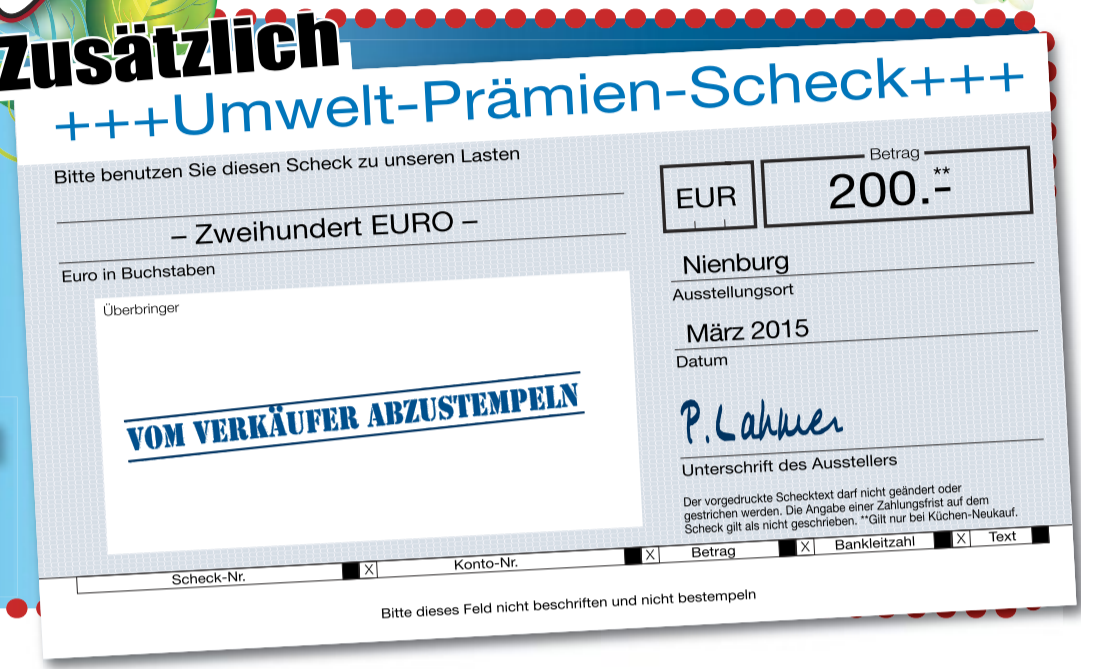 Zusätzlich
+++Umwelt-Prämien-Scheck+++
Bitte benutzen Sie diesen Scheck zu unseren Lasten
– Zweihundert EURO –
Euro in Buchstaben
EUR
Betrag
200.-**
Überbringer
VOM VERKÄUFER ABZUSTEMPELN
Nienburg
Ausstellungsort
März 2015
Datum
P. Lahmer
Unterschrift des Ausstellers
Der vorgedruckte Schecktext darf nicht geändert oder
gestrichen werden. Die Angabe einer Zahlungsfrist auf dem
Scheck gilt als nicht geschrieben. **Gilt nur bei Küchen-Neukauf.
Scheck-Nr. X Konto-Nr. X Betrag X Bankleitzahl X Text
Bitte dieses Feld nicht beschriften und nicht bestempeln